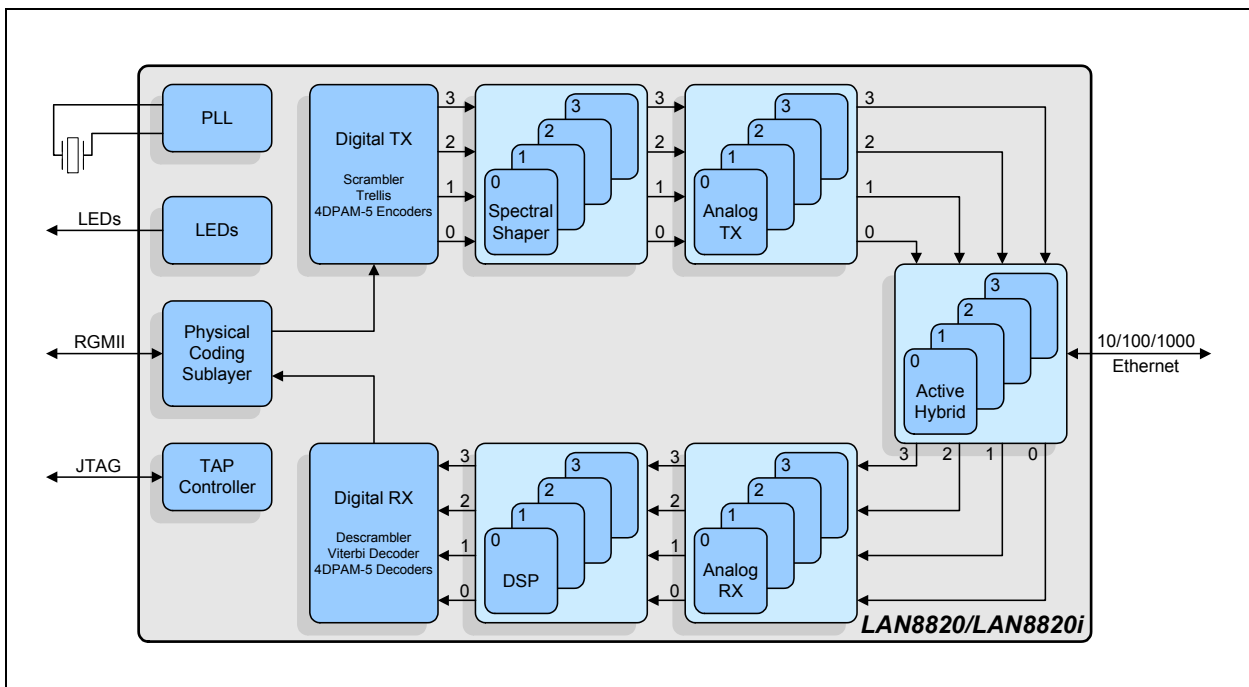 PLL
LEDs
LEDs
RGMII
Physical
Coding
Sublayer
JTAG
TAP
Controller
Digital TX
Scrambler
Trellis
4DPAM-5 Encoders
3
2
1
0
3
2
1
0
Spectral
Shaper
3
2
1
0
3
2
1
0
Analog
TX
3
2
1
0
3
2
1
0
Active
Hybrid
10/100/1000
Ethernet
3
2
1
0
Digital RX
Descrambler
Viterbi Decoder
4DPAM-5 Decoders
3
2
1
0
3
2
1
0
DSP
3
2
1
0
3
2
1
0
Analog
RX
LAN8820/LAN8820i